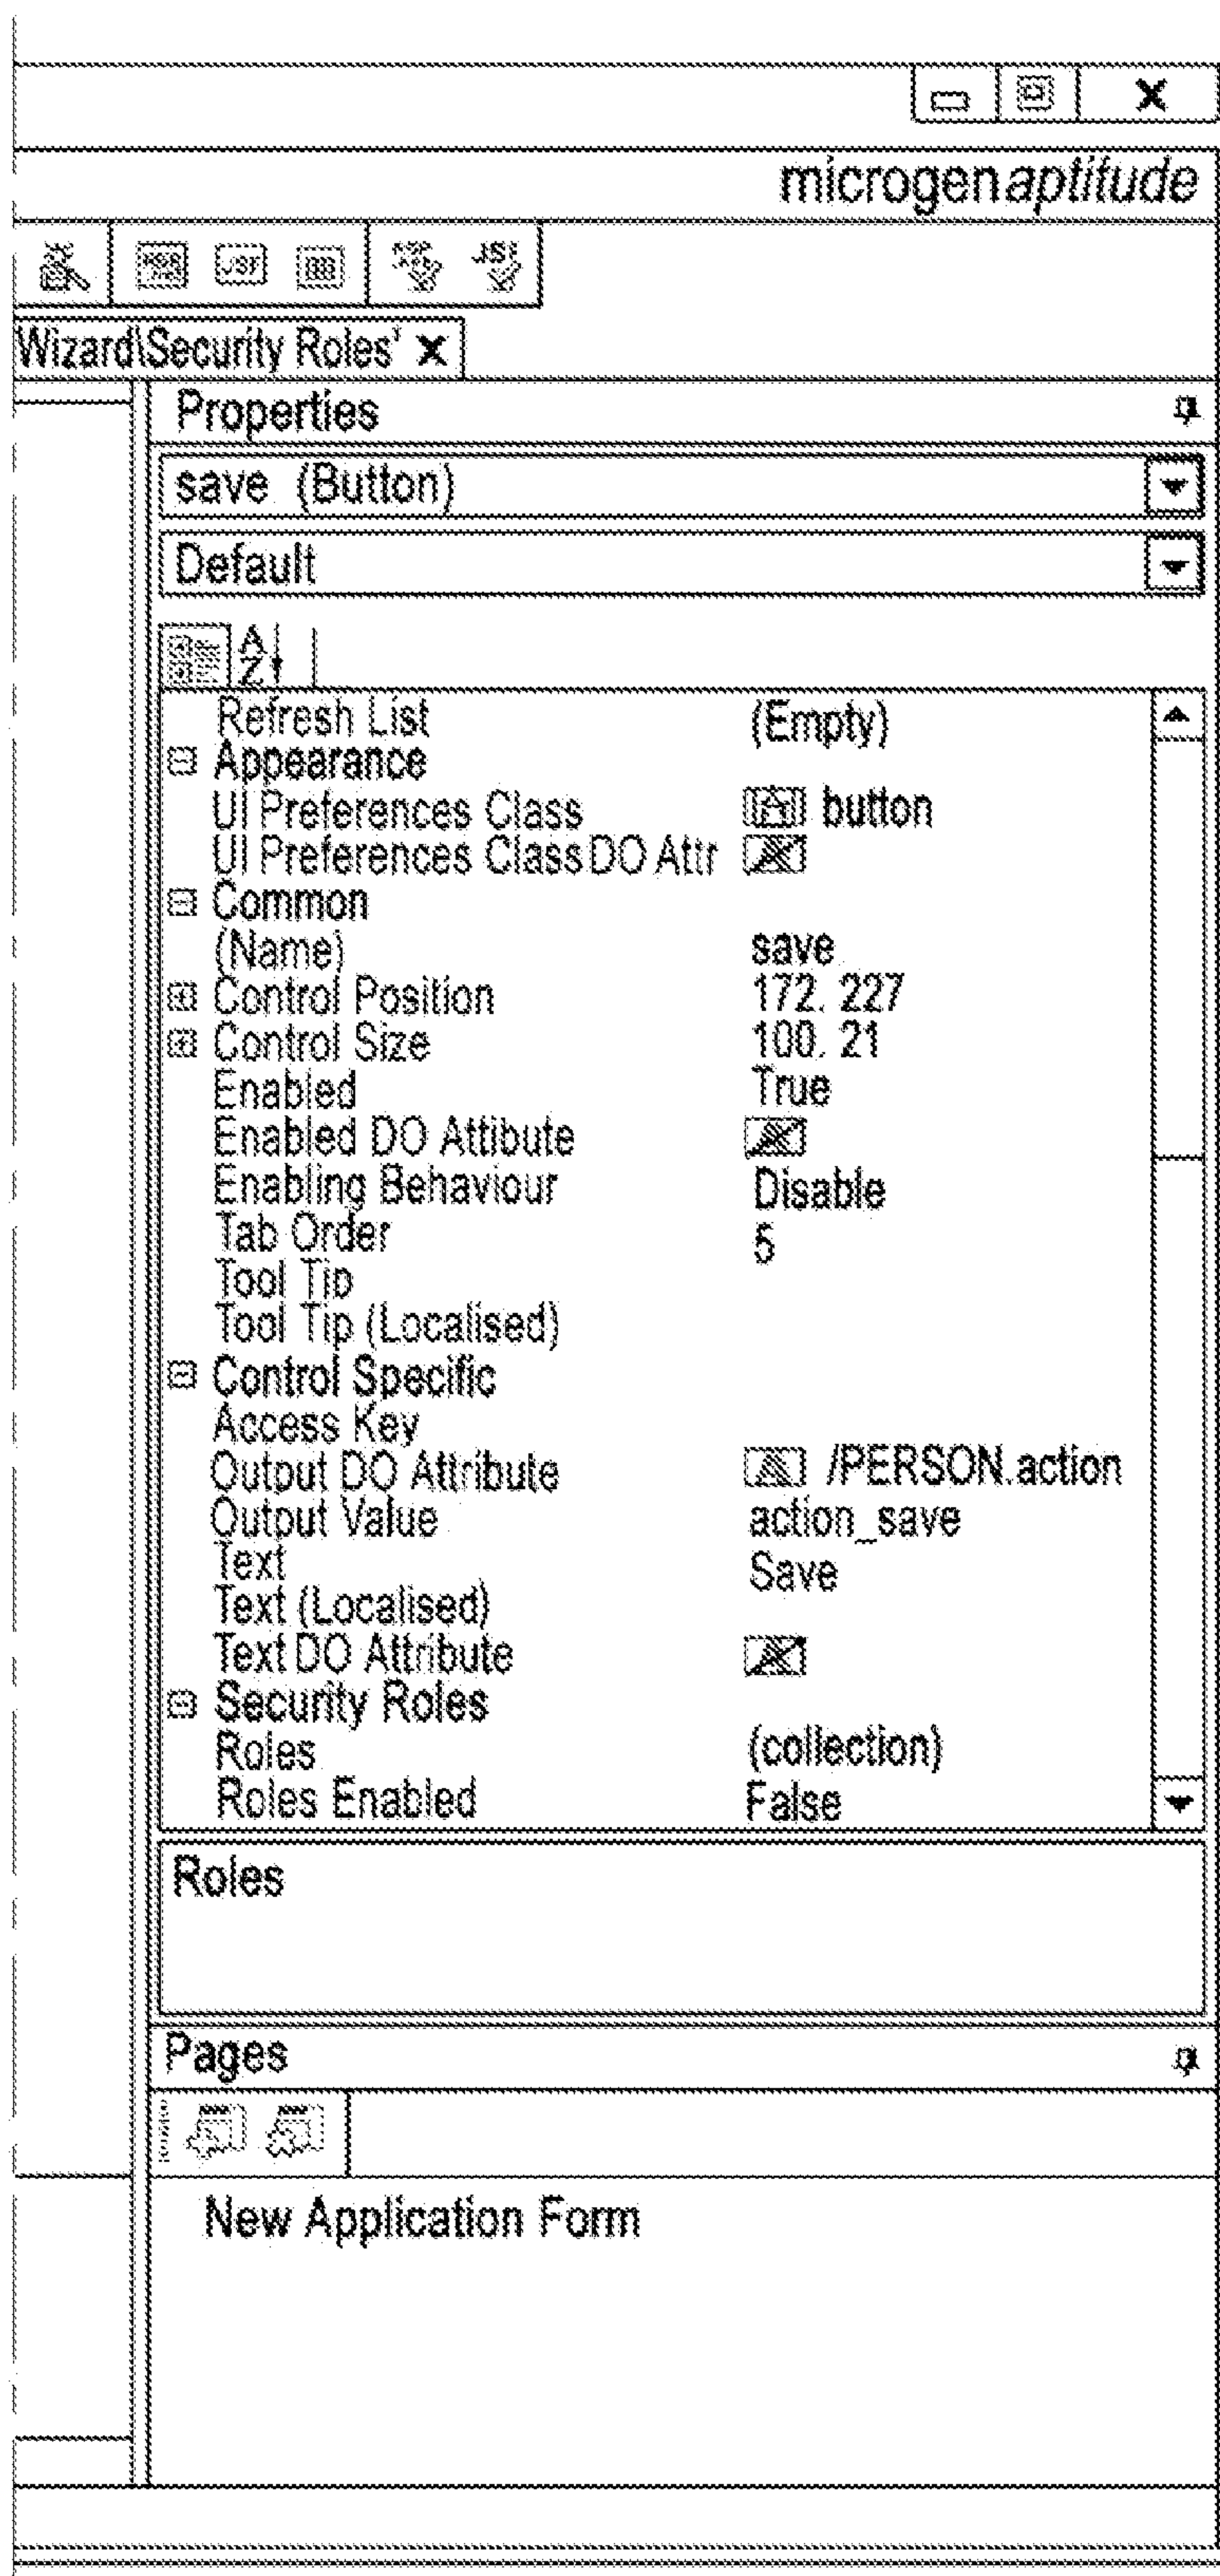 microgenaptitude
Wizard\Security Roles' x
Properties
save (Button)
Default
A
Z
Refresh List (Empty)
Appearance
UI Preferences Class button
UI Preferences Class DO Attr
Common
(Name) save
Control Position 172. 227
Control Size 100. 21
Enabled True
Enabled DO Attibute
Enabling Behaviour Disable
Tab Order 5
Tool Tip
Tool Tip (Localised)
Control Specific
Access Key
Output DO Attribute /PERSON.action
Output Value action_save
Text Save
Text (Localised)
Text DO Attribute
Security Roles
Roles (collection)
Roles Enabled False
Roles
Pages
New Application Form